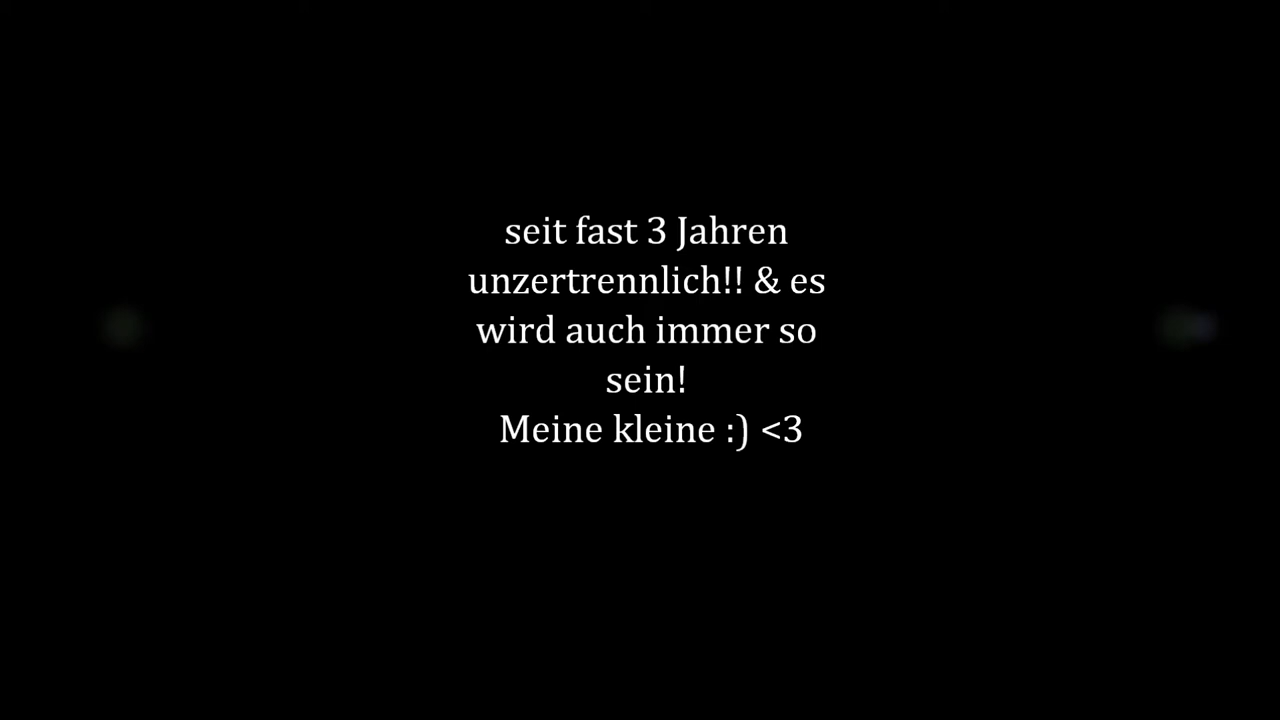 seit fast 3 Jahren
unzertrennlich!! & es
wird auch immer so
sein!
Meine kleine :) <3